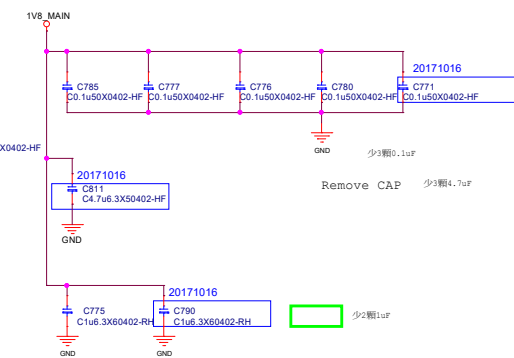 1V8_MAIN
20171016
C785
C777
C776
C780
C771
C0.1u50X0402-HF
C0.1u50X0402-HF
C0.1u50X0402-HF
C0.1u50X0402-HF
C0.1u50X0402-HF
GND
少3顆0.1uF
X0402-HF
20171016
C811
C4.7u6.3X50402-HF
Remove CAP
少3顆4.7uF
GND
20171016
C775
C790
C1u6.3X60402-RH
C1u6.3X60402-RH
少2顆1uF
GND
GND